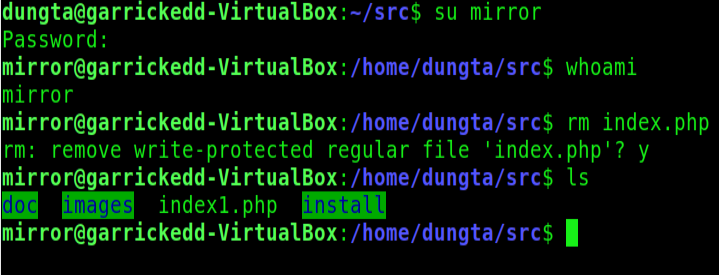 dungta@garrickedd-VirtualBox:~/src$ su mirror
Password:
mirror@garrickedd-VirtualBox:/home/dungta/src$ whoami
mirror
mirror@garrickedd-VirtualBox:/home/dungta/src$ rm index.php
rm: remove write-protected regular file 'index.php'? y
mirror@garrickedd-VirtualBox:/home/dungta/src$ ls
doc  images  index1.php  install
mirror@garrickedd-VirtualBox:/home/dungta/src$